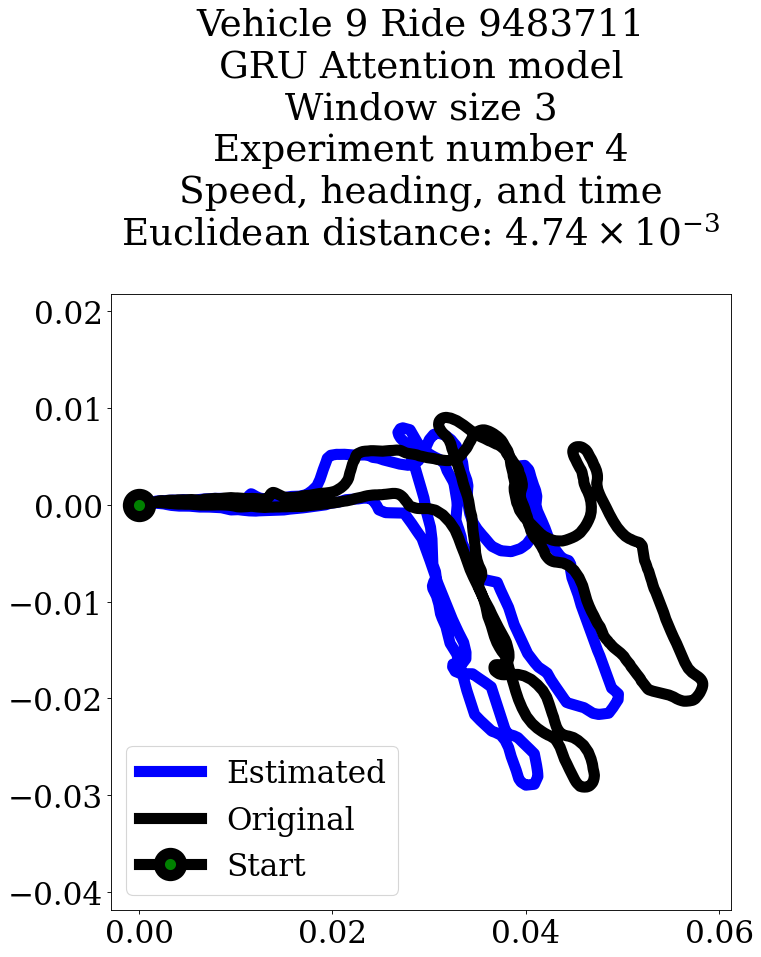 Vehicle 9 Ride 9483711
GRU Attention model
Window size 3
Experiment number 4
Speed, heading, and time
Euclidean distance: 4.74 × 10⁻³
0.02
0.01
0.00
−0.01
−0.02
−0.03
−0.04
Estimated
Original
Start
0.00 0.02 0.04 0.06